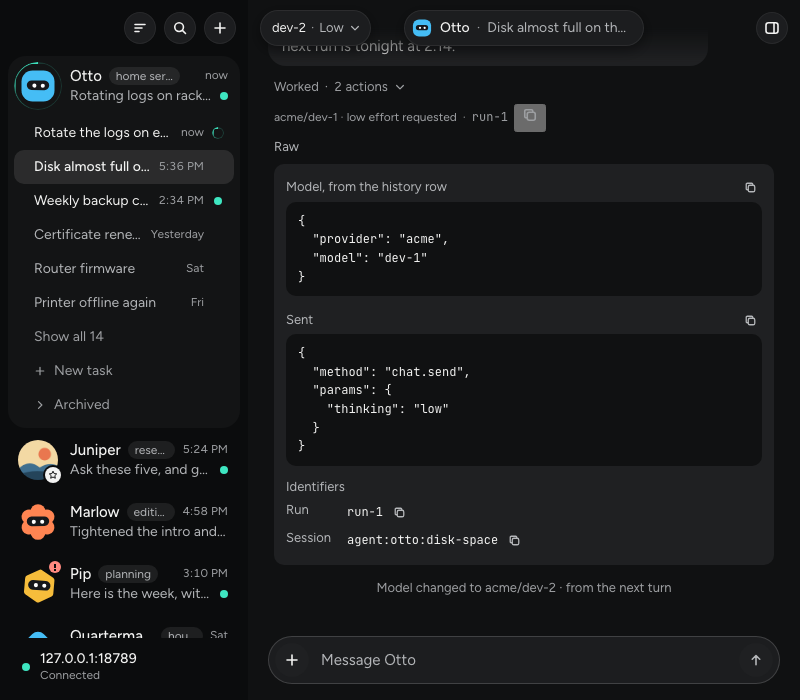 Otto
home ser...
now
Rotating logs on rack...
Rotate the logs on e...
now
Disk almost full o...
5:36 PM
Weekly backup c...
2:34 PM
Certificate rene...
Yesterday
Router firmware
Sat
Printer offline again
Fri
Show all 14
New task
Archived
Juniper
rese...
5:24 PM
Ask these five, and g...
Marlow
editi...
4:58 PM
Tightened the intro and...
Pip
planning
3:10 PM
Here is the week, wit...
Quarterma
hou...
Sat
127.0.0.1:18789
Connected
dev-2 · Low
Otto · Disk almost full on th...
next run is tonight at 2:14.
Worked · 2 actions
acme/dev-1 · low effort requested · run-1
Raw
Model, from the history row
{
"provider": "acme",
"model": "dev-1"
}
Sent
{
"method": "chat.send",
"params": {
"thinking": "low"
}
}
Identifiers
Run run-1
Session agent:otto:disk-space
Model changed to acme/dev-2 · from the next turn
Message Otto